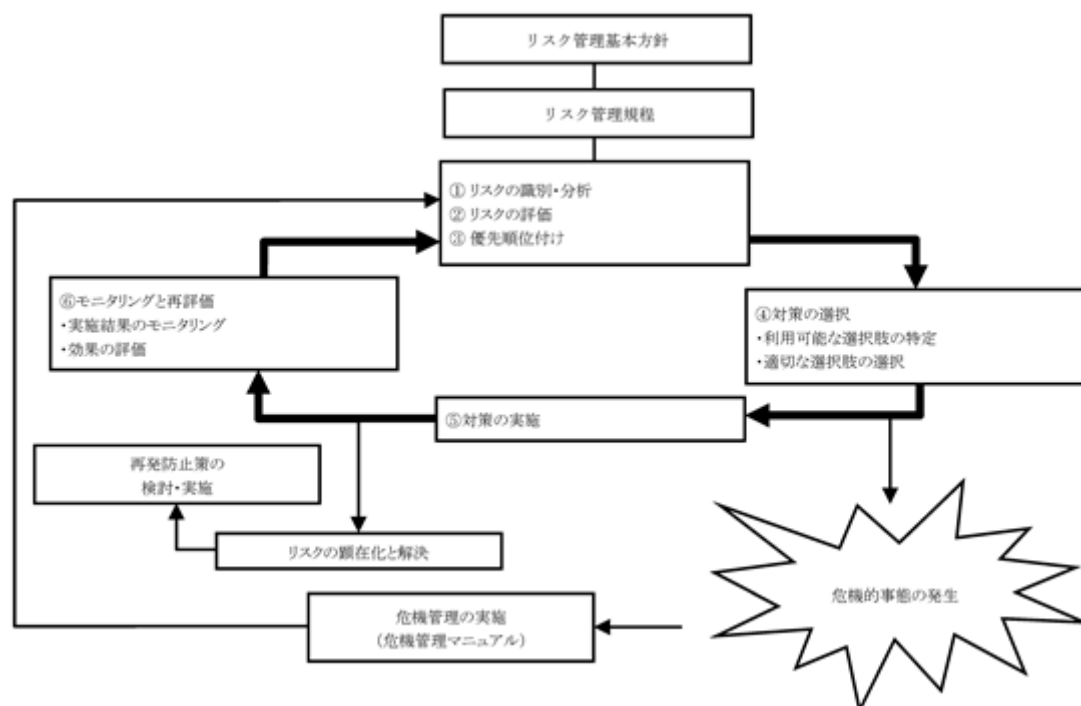 リスク管理基本方針
リスク管理規程
① リスクの識別・分析
② リスクの評価
③ 優先順位付け
④対策の選択
・利用可能な選択肢の特定
・適切な選択肢の選択
⑤対策の実施
⑥モニタリングと再評価
・実施結果のモニタリング
・効果の評価
再発防止策の
検討・実施
リスクの顕在化と解決
危機的事態の発生
危機管理の実施
(危機管理マニュアル)